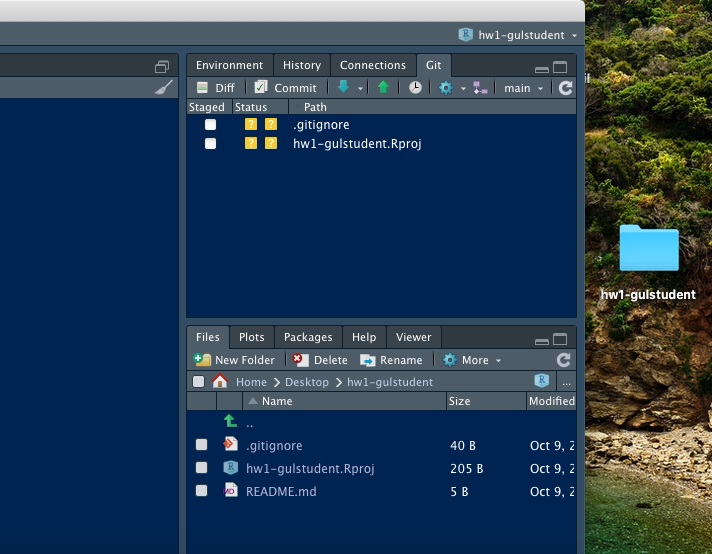 hw1-gulstudent
Environment History Connections Git
Diff Commit main
Staged Status Path
.gitignore
hw1-gulstudent.Rproj
hw1-gulstudent
Files Plots Packages Help Viewer
New Folder Delete Rename More
Home Desktop hw1-gulstudent ...
Name Size Modified
..
.gitignore 40 B Oct 9, 2
hw1-gulstudent.Rproj 205 B Oct 9, 2
README.md 5 B Oct 9, 2